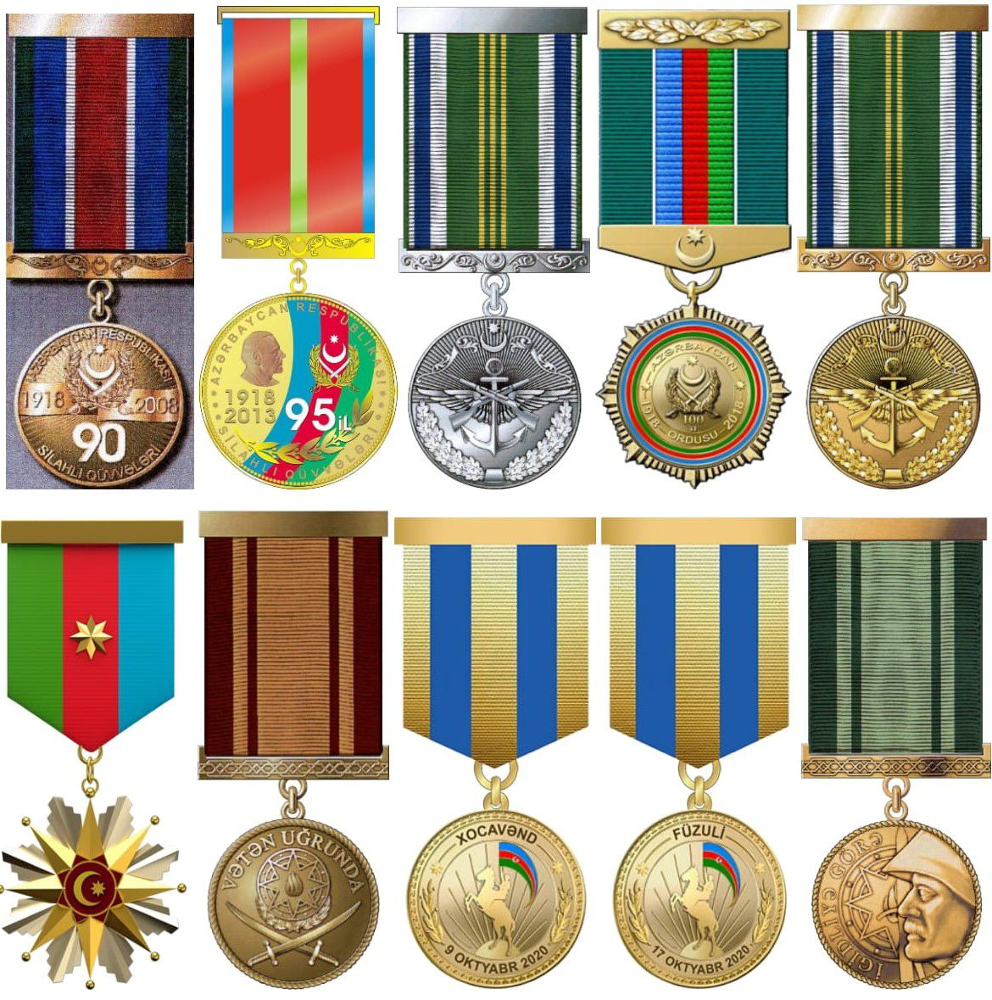 AZƏRBAYCAN RESPUBLİKASI
1918 2008
90
SİLAHLI QÜVVƏLƏRİ
AZƏRBAYCAN RESPUBLİKASI
1918
2013
95 İL
SİLAHLI QÜVVƏLƏRİ
AZƏRBAYCAN
100
İL
1918 ORDUSU 2018
VƏTƏN UĞRUNDA
XOCAVƏND
9 OKTYABR 2020
FÜZULİ
17 OKTYABR 2020
İGİDLİYƏ GÖRƏ